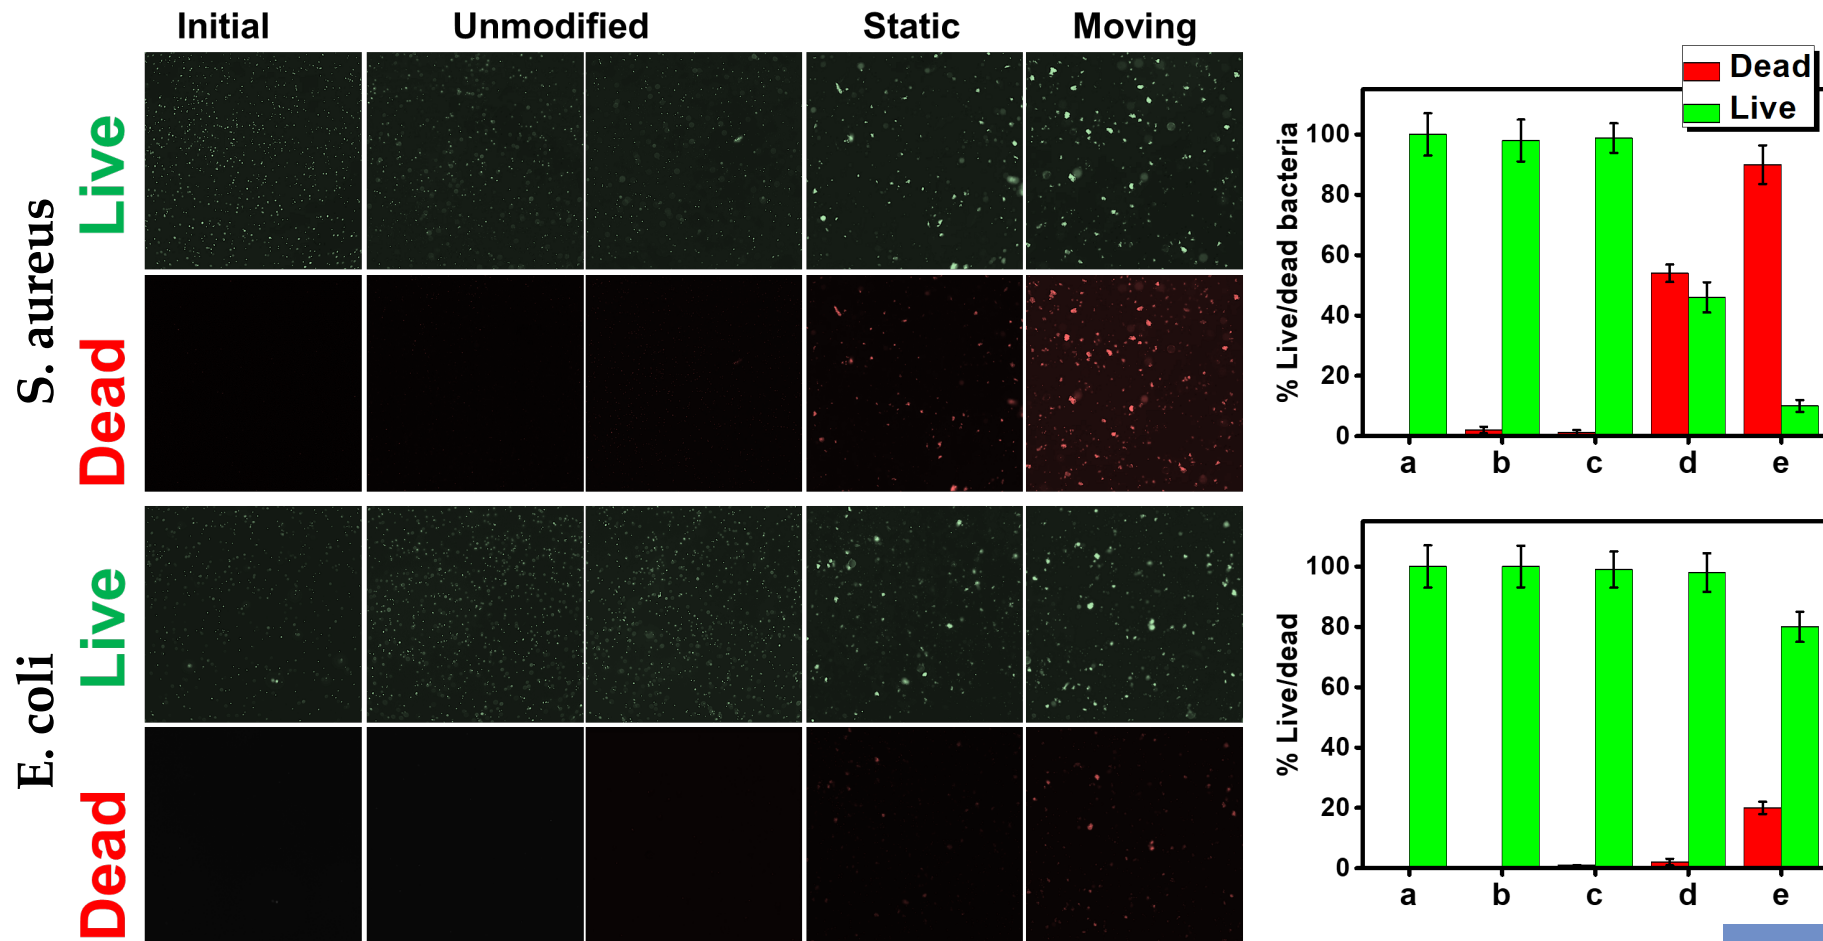 Initial Unmodified Static Moving
S. aureus
Live
Dead
E. coli
Live
Dead
Dead
Live
% Live/dead bacteria
100
80
60
40
20
0
a b c d e
% Live/dead
100
80
60
40
20
0
a b c d e